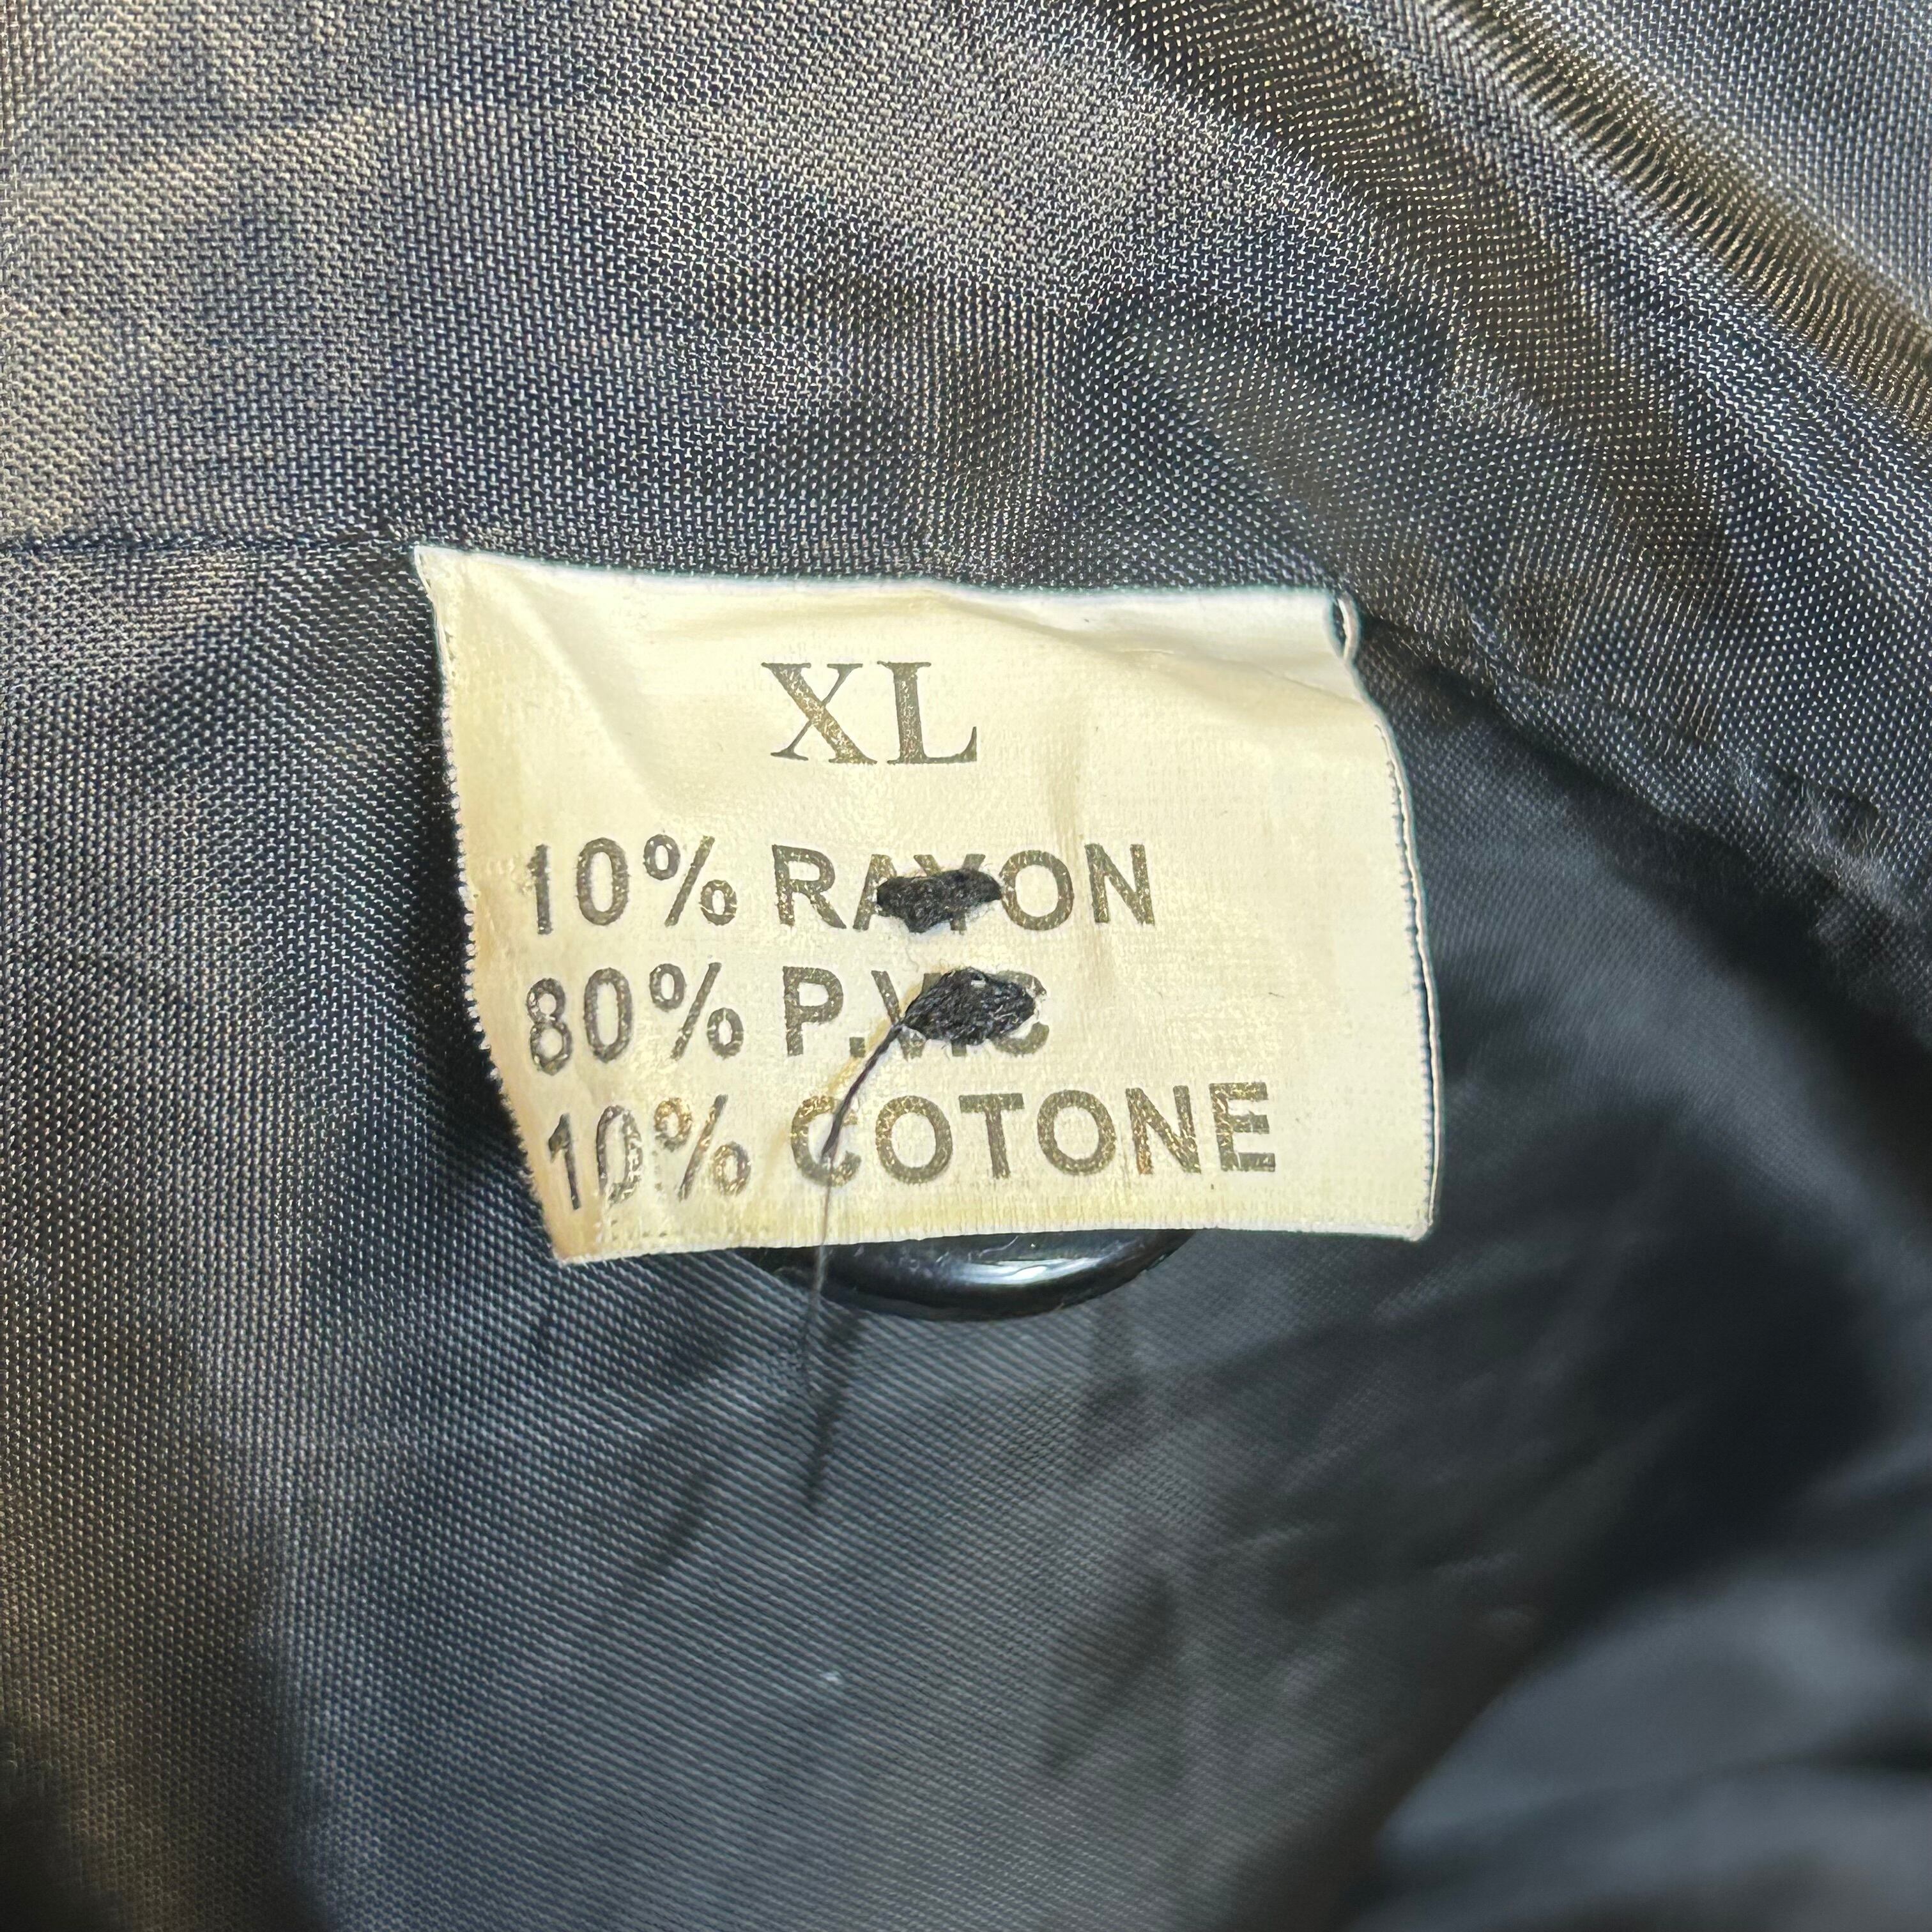 XL
10% RAYON
80% P.V.C
10% COTONE